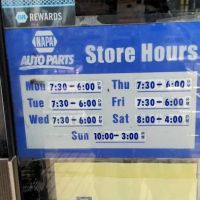 NAPA REWARDS
NAPA
AUTO PARTS
Store Hours
Mon 7:30 - 6:00 Thu 7:30 - 6:00
Tue 7:30 - 6:00 Fri 7:30 - 6:00
Wed 7:30 - 6:00 Sat 8:00 - 4:00
Sun 10:00 - 3:00